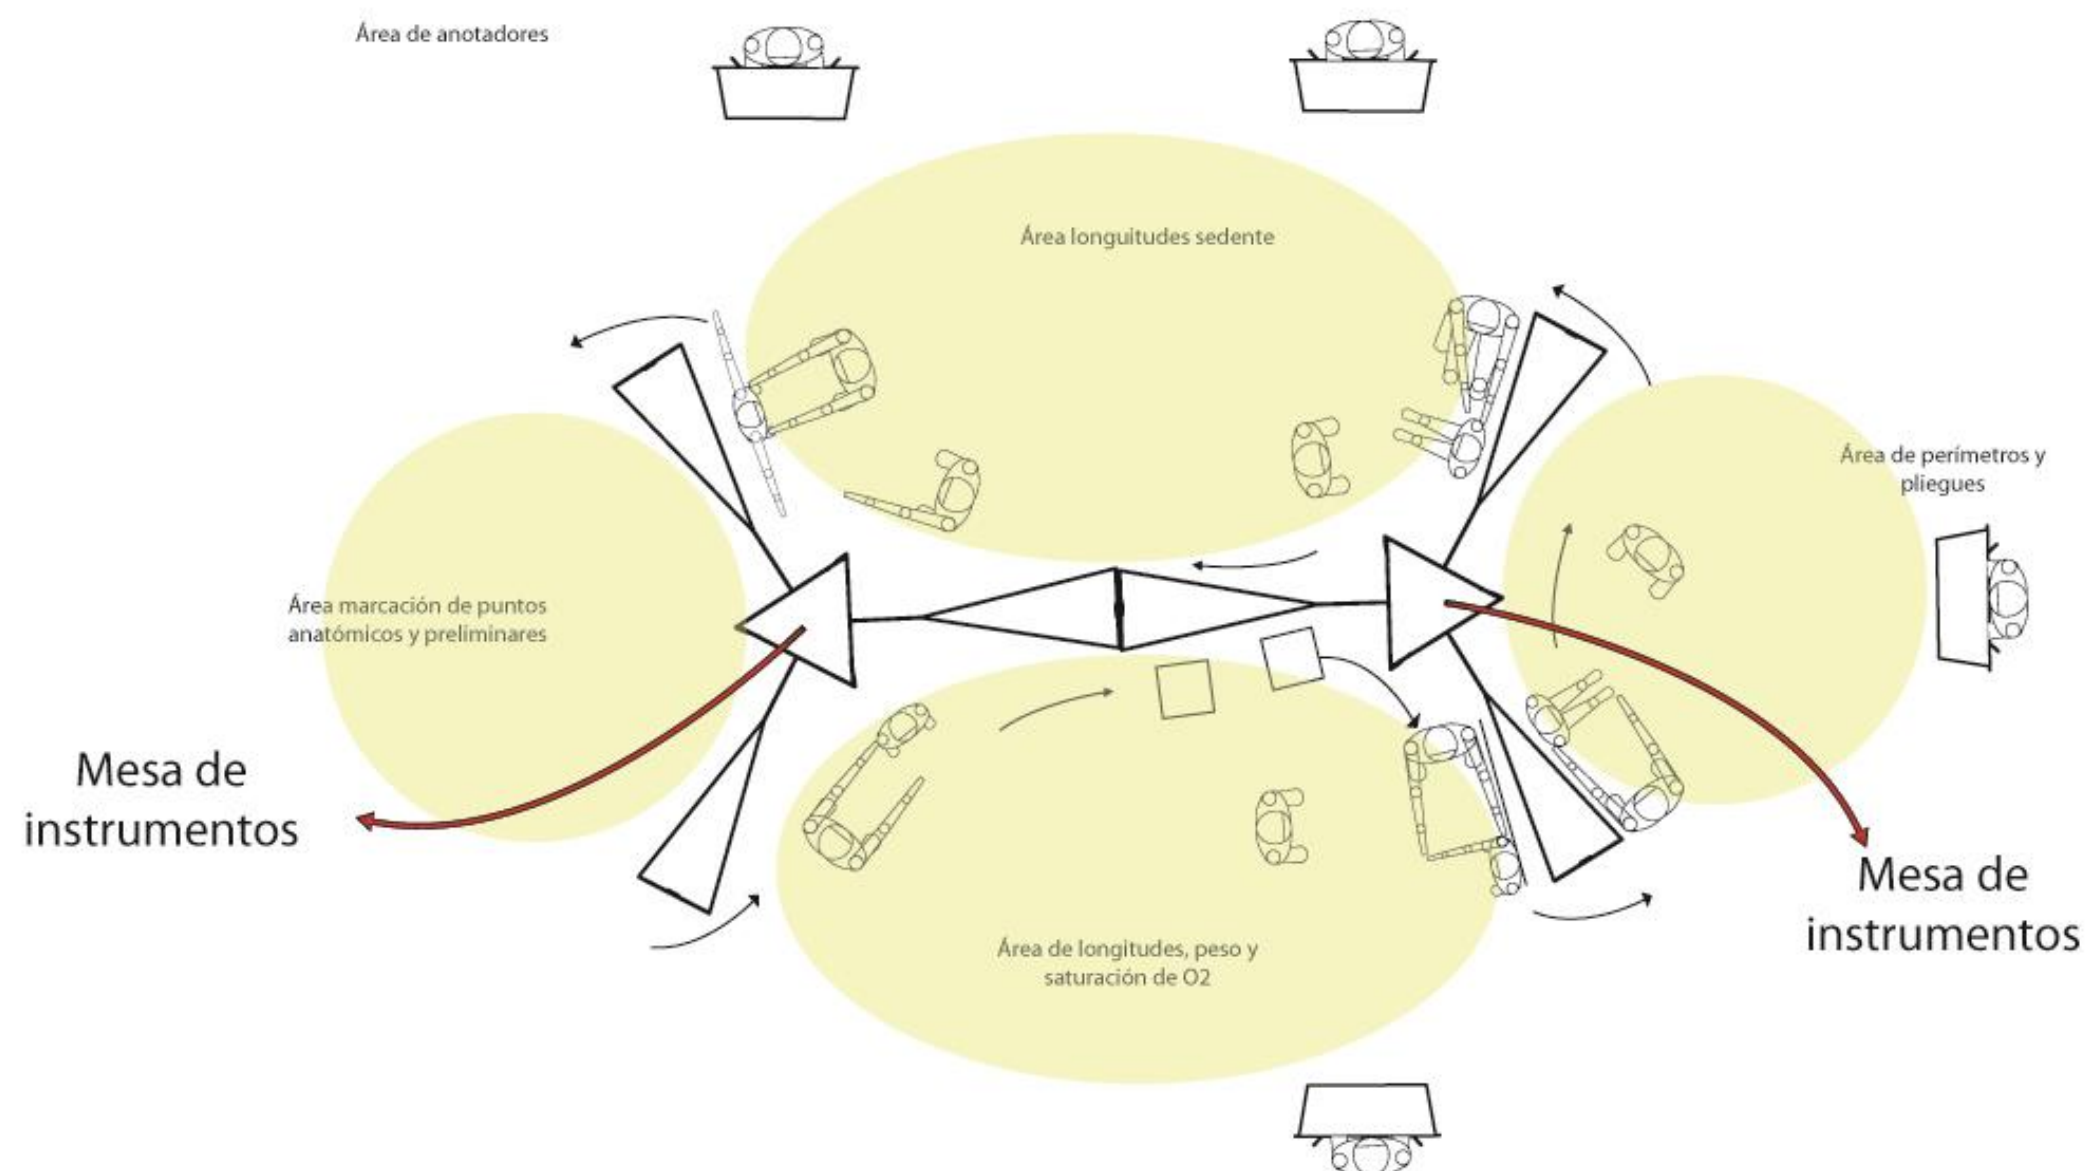 Área de anotadores
Área longuitudes sedente
Área de perímetros y
pliegues
Área marcación de puntos
anatómicos y preliminares
Mesa de
instrumentos
Mesa de
instrumentos
Área de longitudes, peso y
saturación de O2